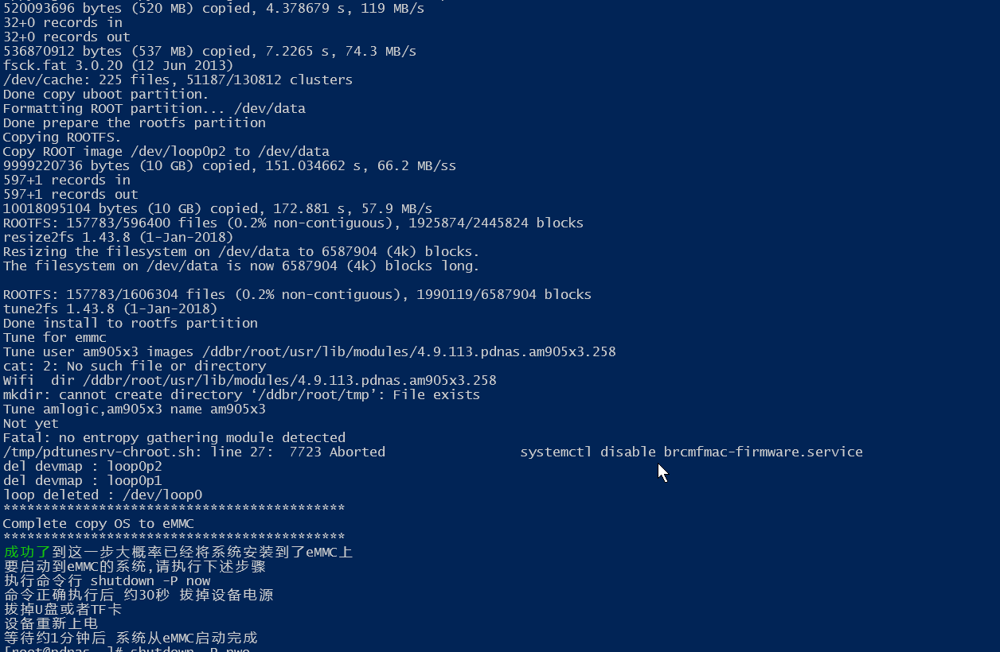 520093696 bytes (520 MB) copied, 4.378679 s, 119 MB/s
32+0 records in
32+0 records out
536870912 bytes (537 MB) copied, 7.2265 s, 74.3 MB/s
fsck.fat 3.0.20 (12 Jun 2013)
/dev/cache: 225 files, 51187/130812 clusters
Done copy uboot partition.
Formatting ROOT partition... /dev/data
Done prepare the rootfs partition
Copying ROOTFS.
Copy ROOT image /dev/loop0p2 to /dev/data
9999220736 bytes (10 GB) copied, 151.034662 s, 66.2 MB/ss
597+1 records in
597+1 records out
10018095104 bytes (10 GB) copied, 172.881 s, 57.9 MB/s
ROOTFS: 157783/596400 files (0.2% non-contiguous), 1925874/2445824 blocks
resize2fs 1.43.8 (1-Jan-2018)
Resizing the filesystem on /dev/data to 6587904 (4k) blocks.
The filesystem on /dev/data is now 6587904 (4k) blocks long.
ROOTFS: 157783/1606304 files (0.2% non-contiguous), 1990119/6587904 blocks
tune2fs 1.43.8 (1-Jan-2018)
Done install to rootfs partition
Tune for emmc
Tune user am905x3 images /ddbr/root/usr/lib/modules/4.9.113.pdnas.am905x3.258
cat: 2: No such file or directory
Wifi  dir /ddbr/root/usr/lib/modules/4.9.113.pdnas.am905x3.258
mkdir: cannot create directory ‘/ddbr/root/tmp’: File exists
Tune amlogic,am905x3 name am905x3
Not yet
Fatal: no entropy gathering module detected
/tmp/pdtunesrv-chroot.sh: line 27:  7723 Aborted                 systemctl disable brcmfmac-firmware.service
del devmap : loop0p2
del devmap : loop0p1
loop deleted : /dev/loop0
*******************************************
Complete copy OS to eMMC
*******************************************
成功了到这一步大概率已经将系统安装到了eMMC上
要启动到eMMC的系统,请执行下述步骤
执行命令行 shutdown -P now
命令正确执行后 约30秒 拔掉设备电源
拔掉U盘或者TF卡
设备重新上电
等待约1分钟后 系统从eMMC启动完成
[root@pdnas ~]# shutdown -P nwo